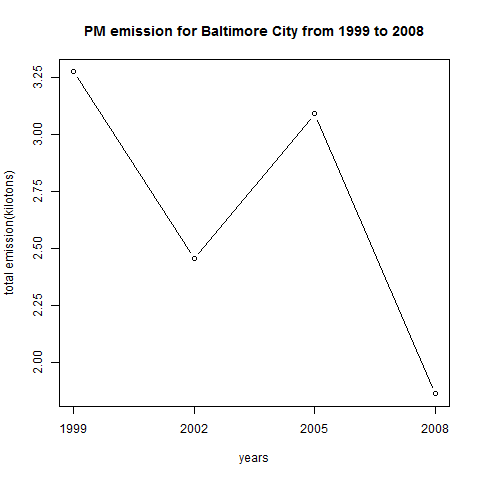 PM emission for Baltimore City from 1999 to 2008
total emission(kilotons)
3.25
3.00
2.75
2.50
2.25
2.00
1999 2002 2005 2008
years